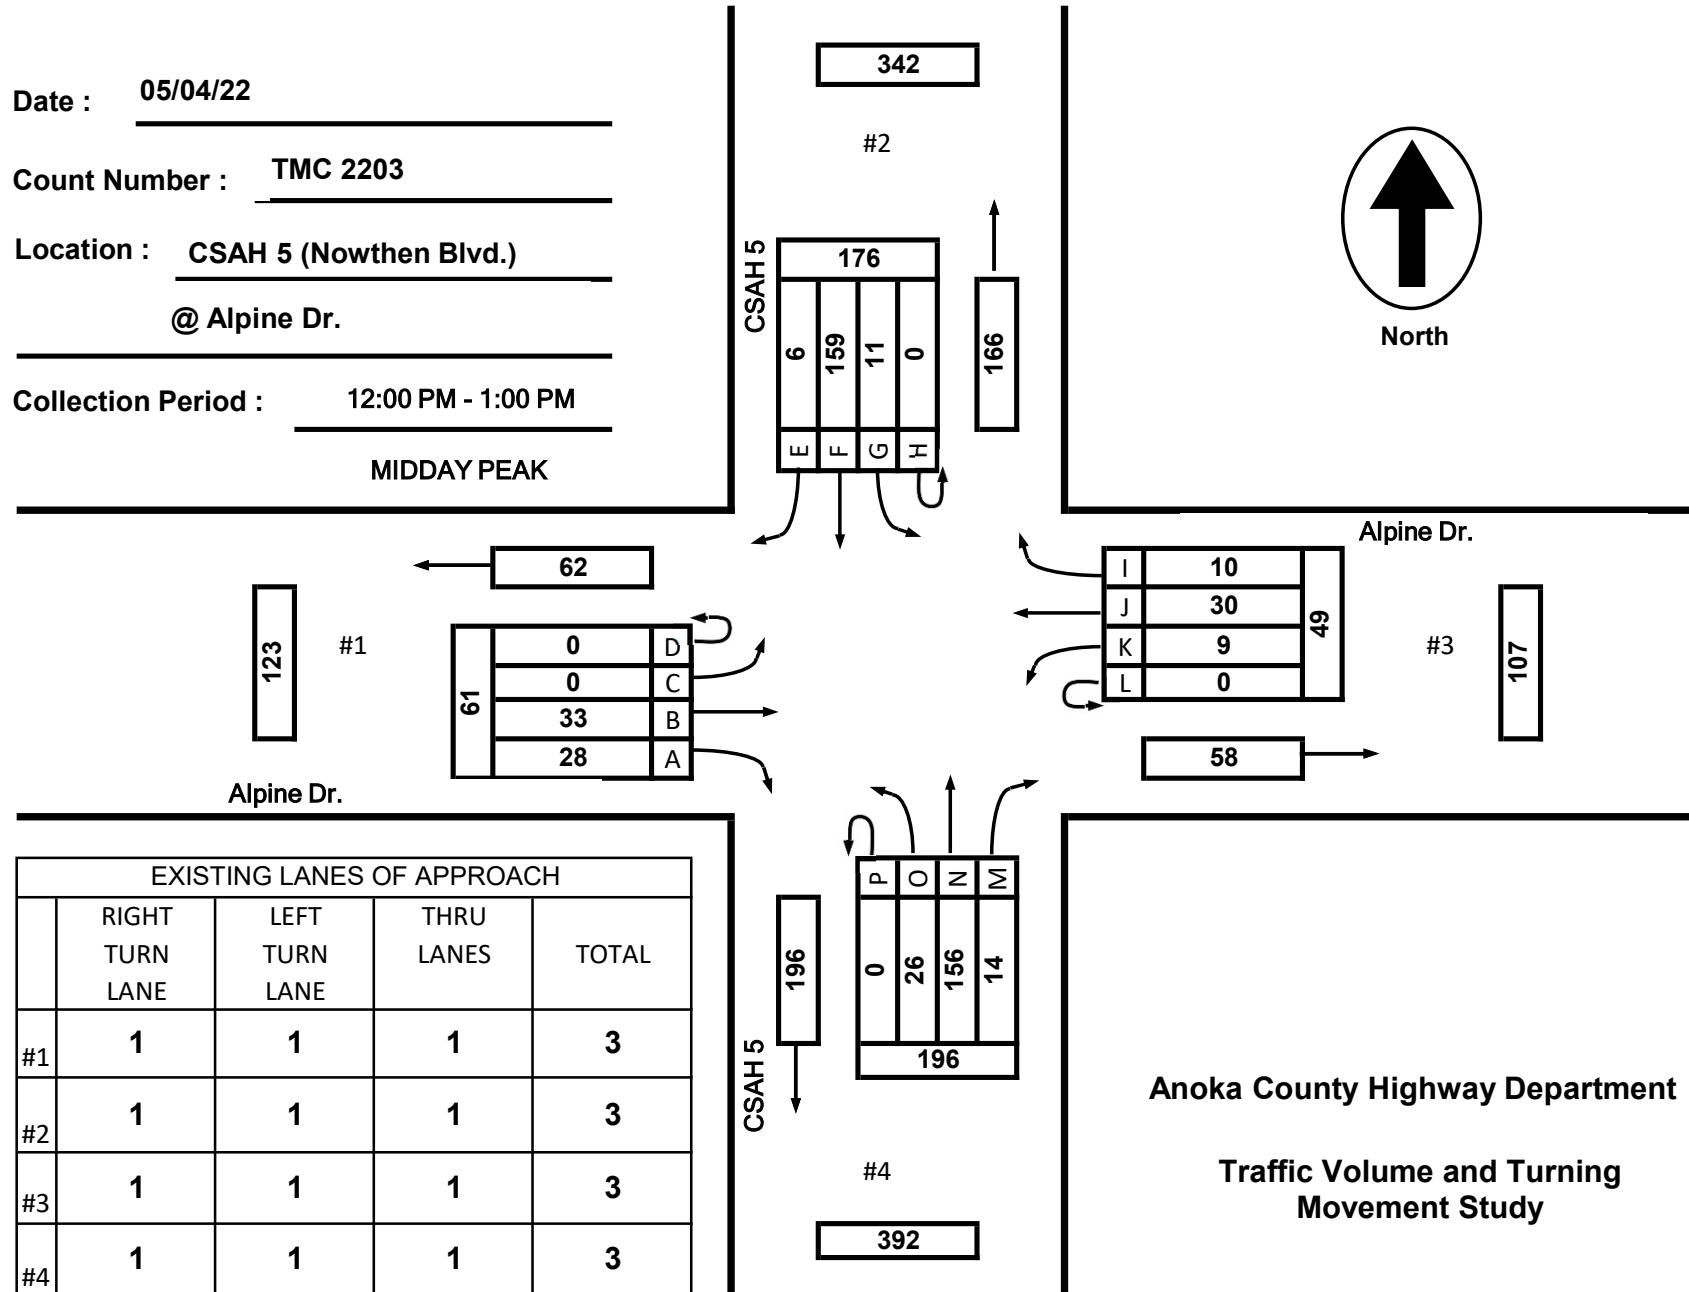 Date : 05/04/22
Count Number : TMC 2203
Location : CSAH 5 (Nowthen Blvd.)
@ Alpine Dr.
Collection Period : 12:00 PM - 1:00 PM
MIDDAY PEAK
342
#2
CSAH 5
176
6 159 11 0
E F G H
166
North
62
123
#1
61
0 D
0 C
33 B
28 A
Alpine Dr.
Alpine Dr.
I 10
J 30
K 9
L 0
49
#3
107
58
P O N M
0 26 156 14
196
196
CSAH 5
#4
392
EXISTING LANES OF APPROACH
RIGHT TURN LANE
LEFT TURN LANE
THRU LANES
TOTAL
#1 1 1 1 3
#2 1 1 1 3
#3 1 1 1 3
#4 1 1 1 3
Anoka County Highway Department
Traffic Volume and Turning
Movement Study